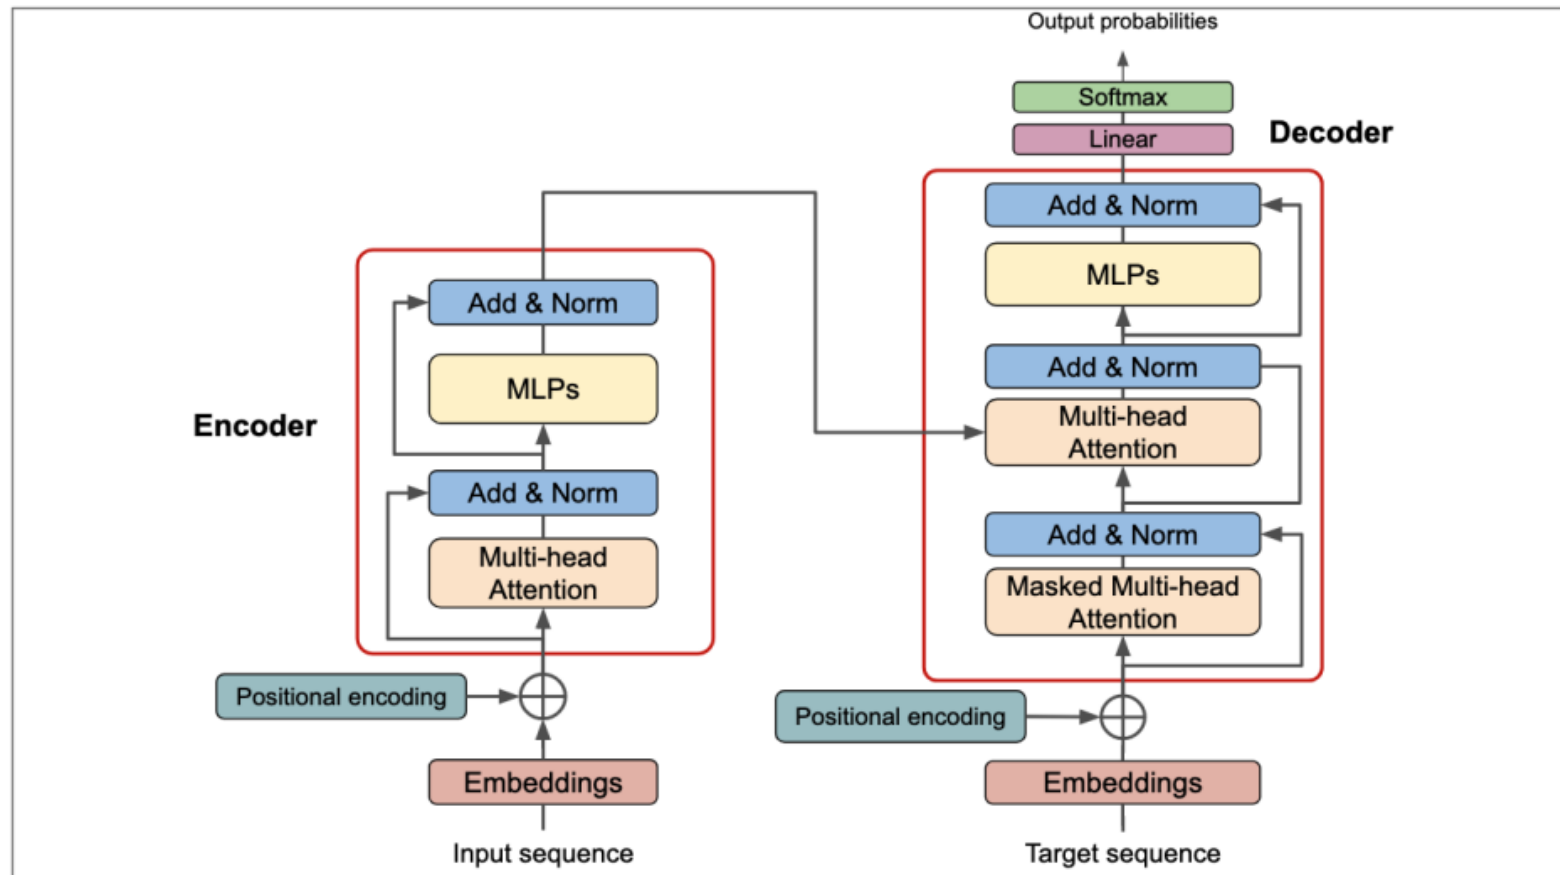 Output probabilities
Softmax
Linear
Decoder
Add & Norm
MLPs
Add & Norm
Multi-head
Attention
Add & Norm
Masked Multi-head
Attention
Positional encoding
Embeddings
Target sequence
Encoder
Add & Norm
MLPs
Add & Norm
Multi-head
Attention
Positional encoding
Embeddings
Input sequence